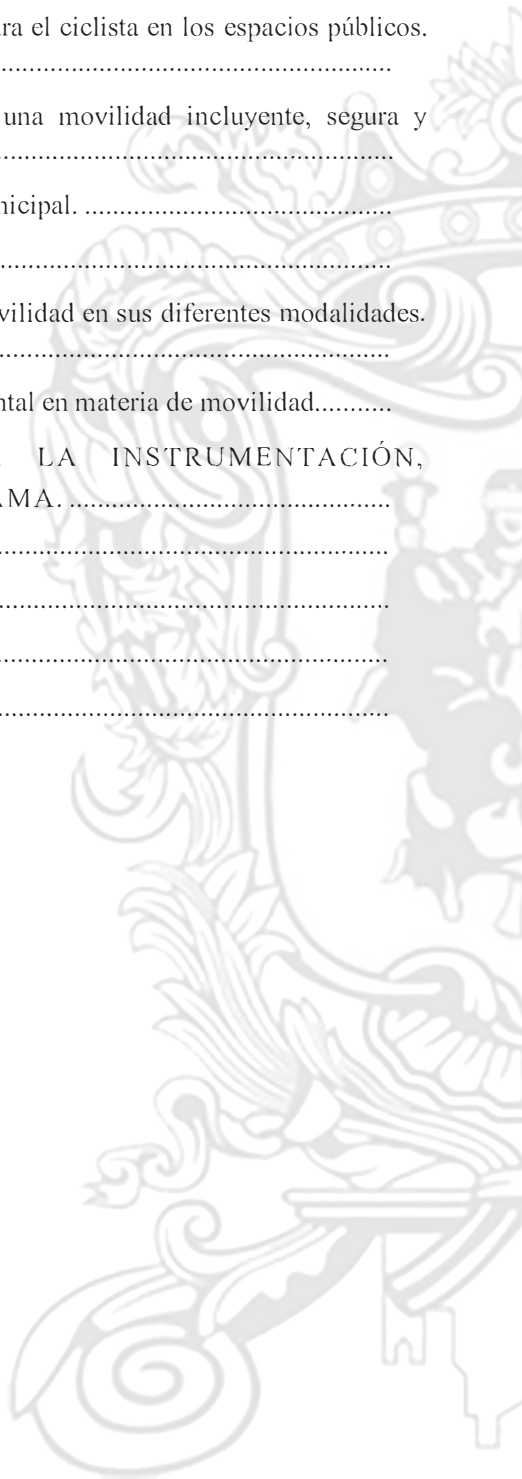 ra el ciclista en los espacios públicos.
................................................................
una movilidad incluyente, segura y
................................................................
nicipal. ............................................
................................................................
vilidad en sus diferentes modalidades.
................................................................
ntal en materia de movilidad...........
LA INSTRUMENTACIÓN,
AMA. ..............................................
................................................................
................................................................
................................................................
................................................................